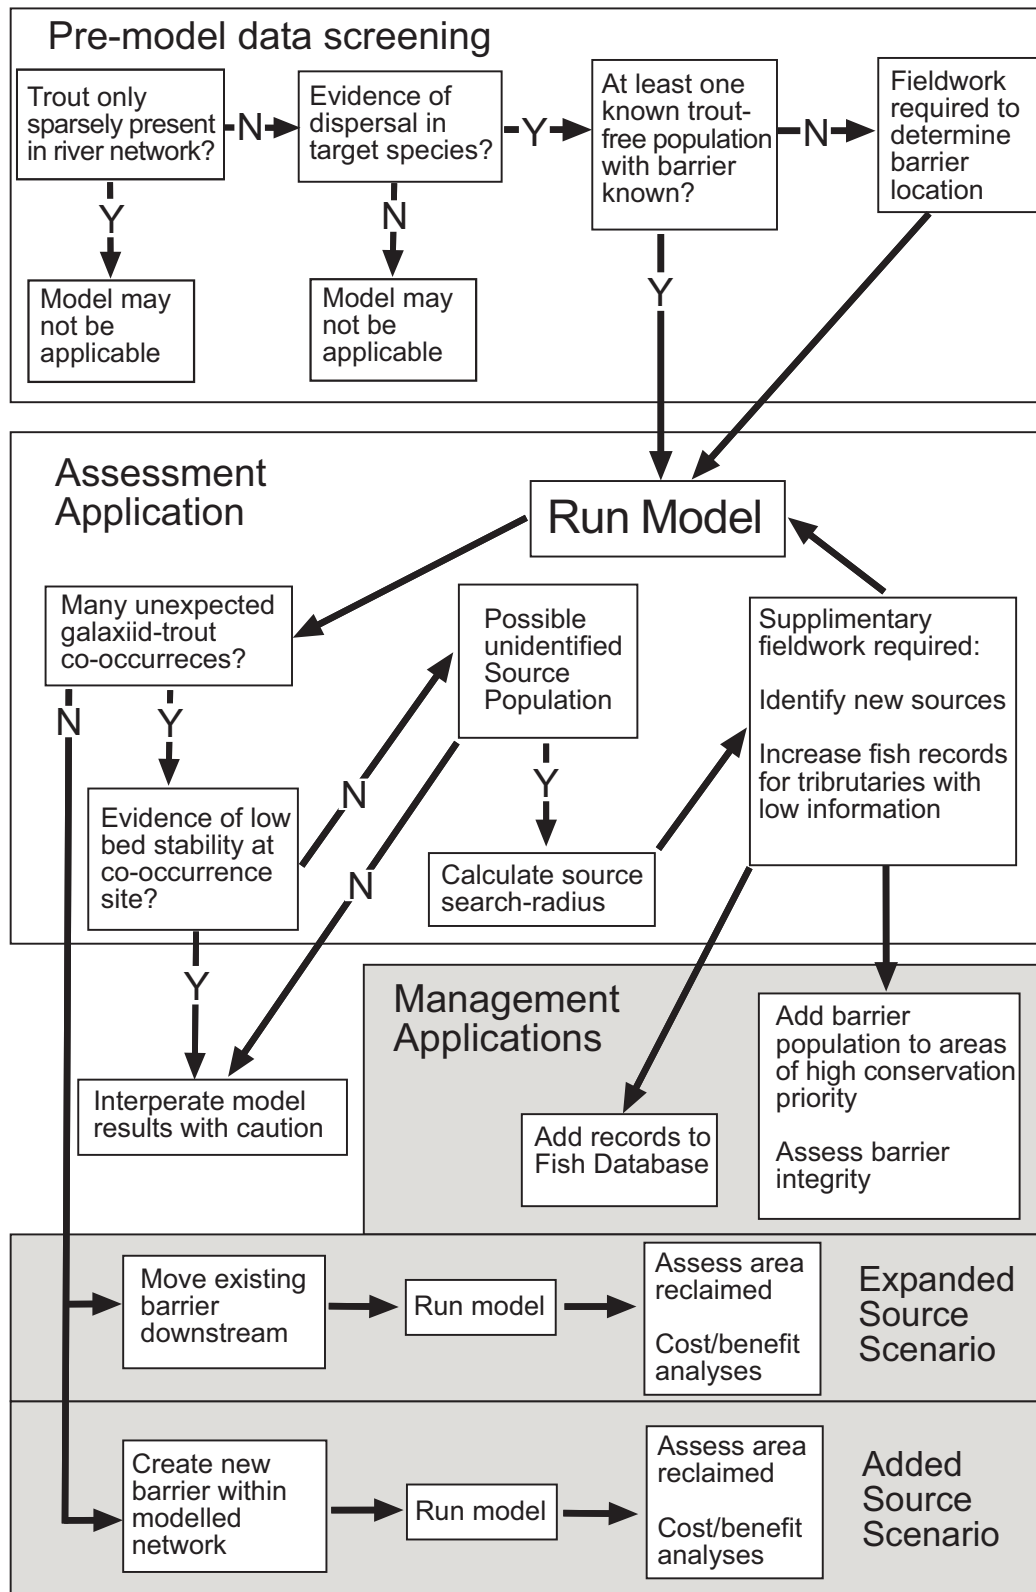 Pre-model data screening
Trout only
sparsely present
in river network?
N
Evidence of
dispersal in
target species?
Y
At least one
known trout-
free population
with barrier
known?
N
Fieldwork
required to
determine
barrier
location
Y
N
Y
Model may
not be
applicable
Model may
not be
applicable
Assessment
Application
Run Model
Many unexpected
galaxiid-trout
co-occurreces?
Possible
unidentified
Source
Population
Supplimentary
fieldwork required:
Identify new sources
Increase fish records
for tribrutaries with
low information
N
Y
N
Y
Evidence of low
bed stability at
co-occurrence
site?
N
Calculate source
search-radius
Y
Interperate model
results with caution
Management
Applications
Add records to
Fish Database
Add barrier
population to areas
of high conservation
priority
Assess barrier
integrity
Move existing
barrier
downstream
Run model
Assess area
reclaimed
Cost/benefit
analyses
Expanded
Source
Scenario
Create new
barrier within
modelled
network
Run model
Assess area
reclaimed
Cost/benefit
analyses
Added
Source
Scenario